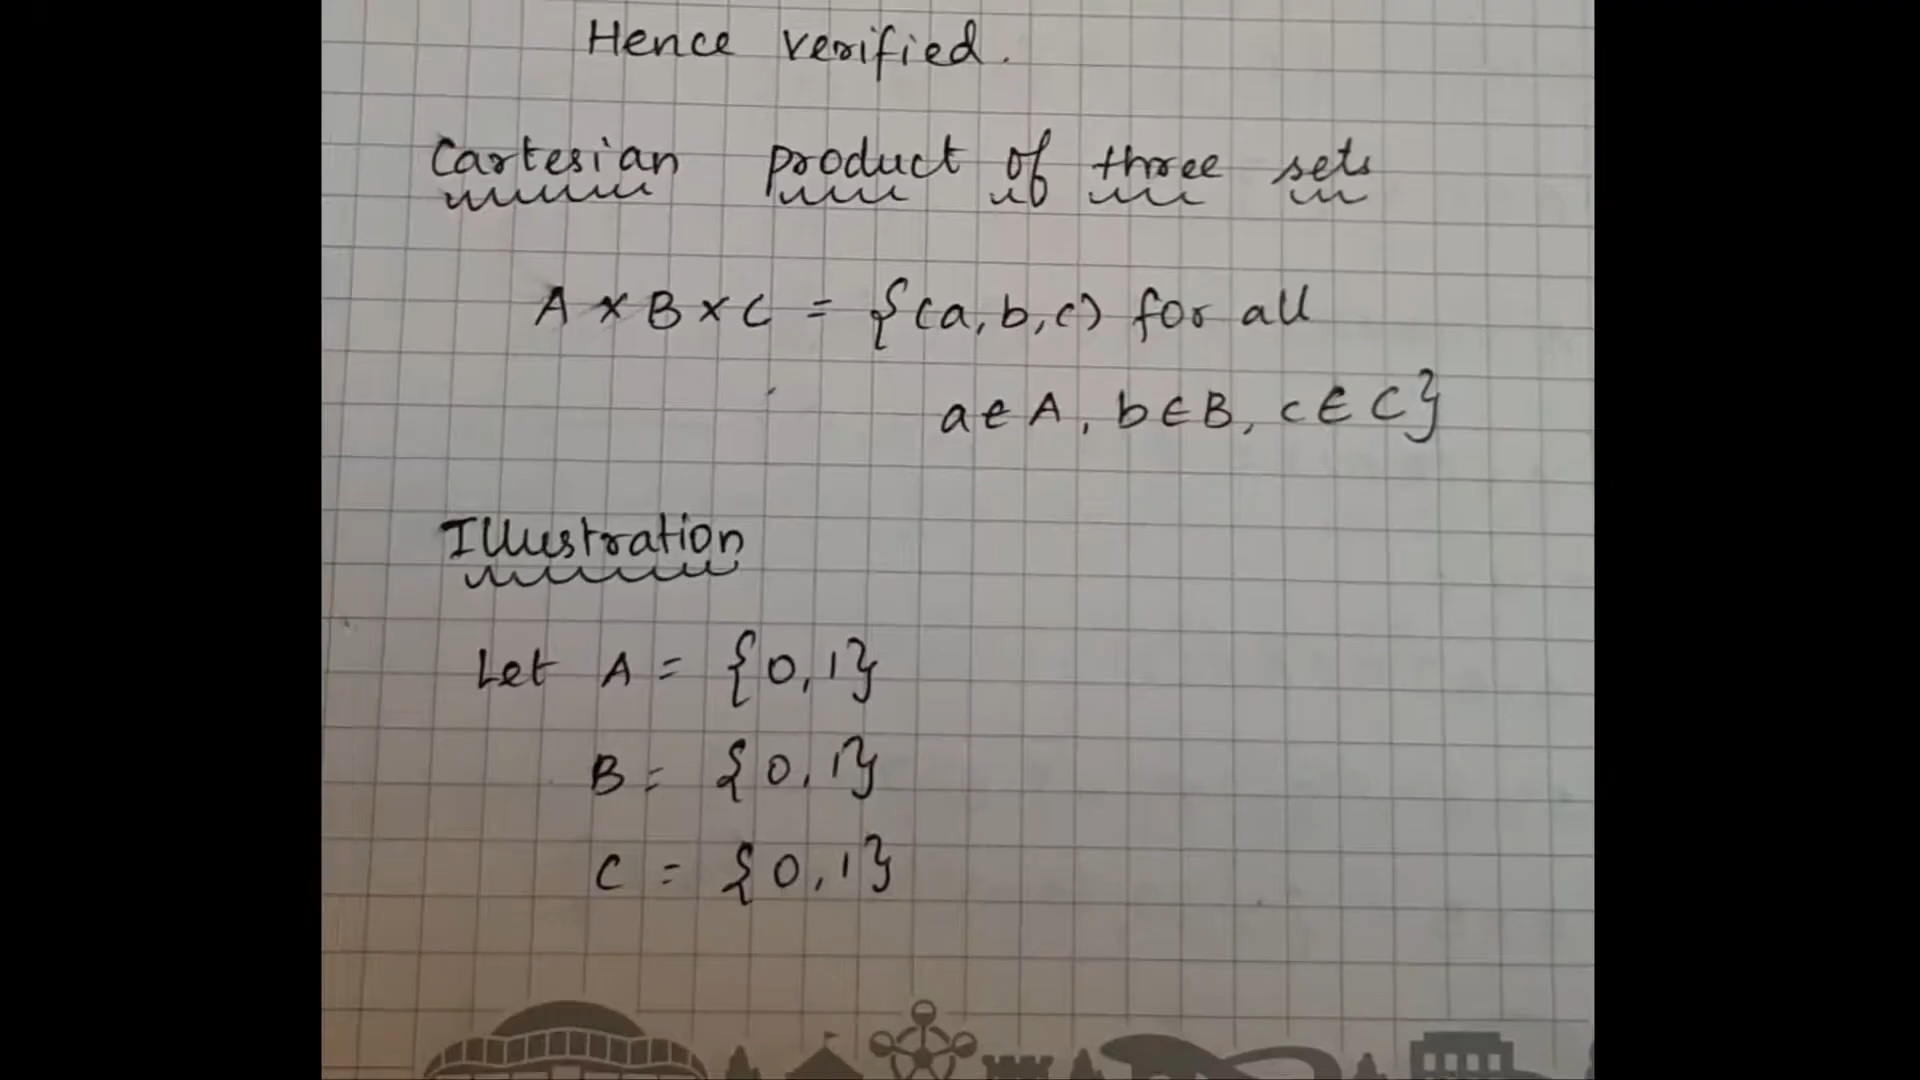 Hence verified.
Cartesian product of three sets
A × B × C = {(a, b, c) for all
a ∈ A, b ∈ B, c ∈ C}
Illustration
Let A = {0, 1}
B = {0, 1}
C = {0, 1}